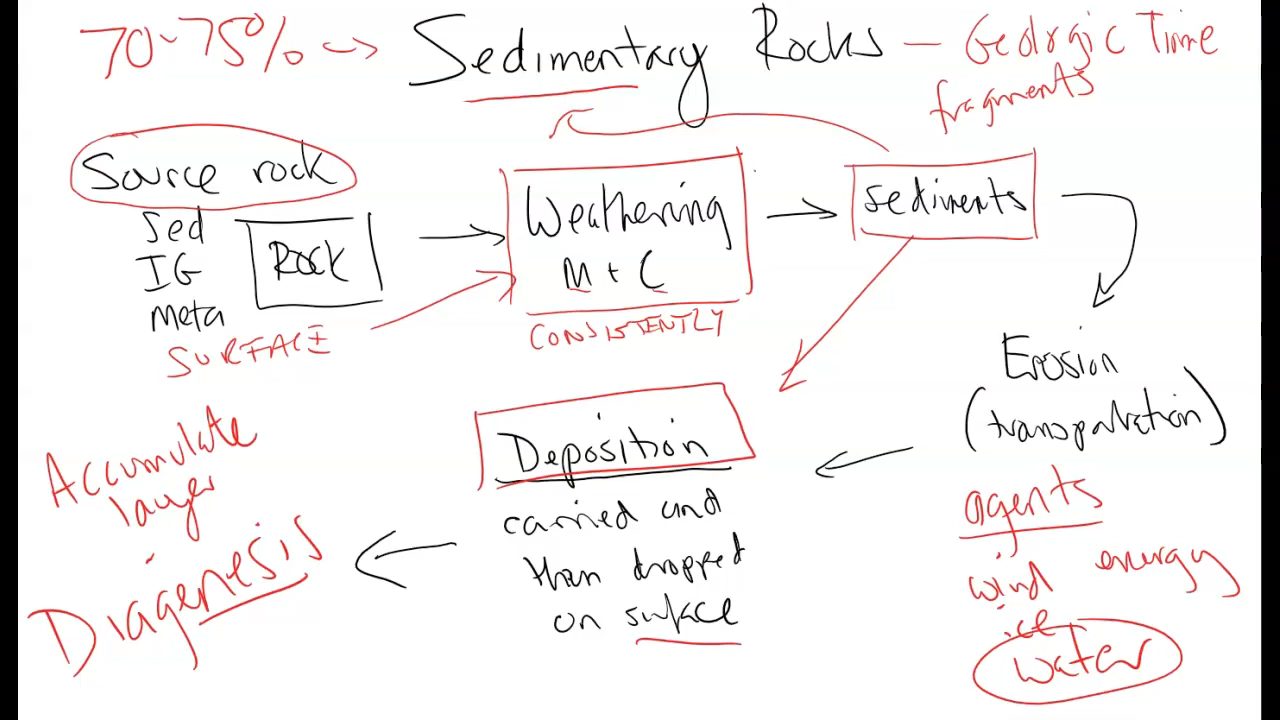 70-75% -> Sedimentary Rocks - Geologic Time
fragments
Source rock
Sed
IG
Meta
SURFACE
ROCK
Weathering
M + C
CONSISTENTLY
sediments
Erosion
(transportation)
agents
wind energy
ice
water
Deposition
carried and
then dropped
on surface
Accumulate
layer
Diagenesis